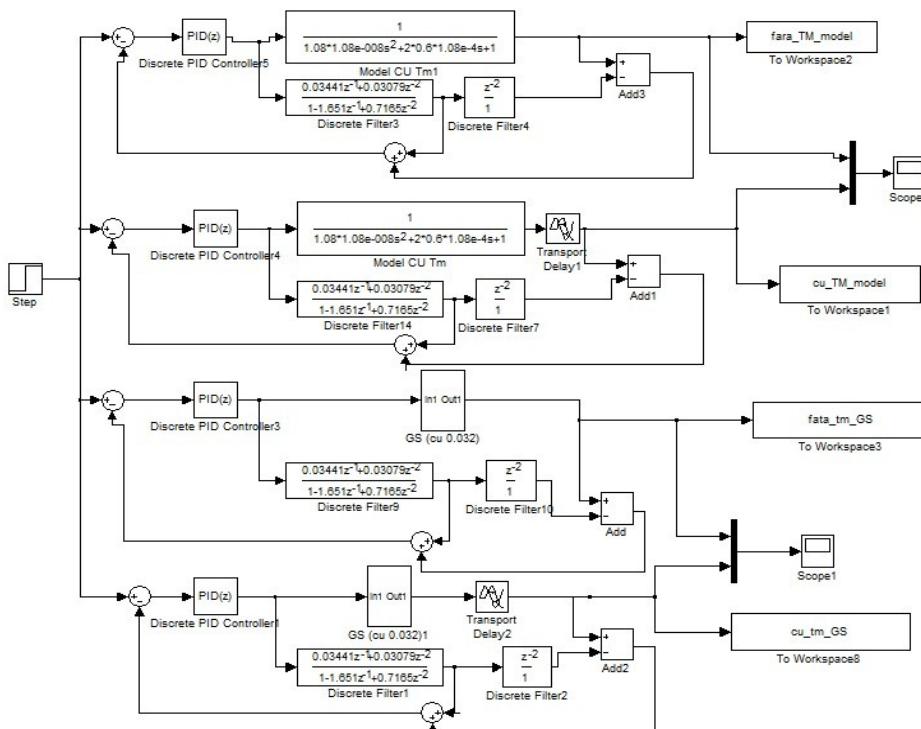 PID(z)
Discrete PID Controller5
1
1.08*1.08e-008s²+2*0.6*1.08e-4s+1
Model CU Tm1
0.03441z⁻¹+0.03079z⁻²
1-1.651z⁻¹+0.7165z⁻²
Discrete Filter3
z⁻²
1
Discrete Filter4
Add3
fara_TM_model
To Workspace2
Scope
PID(z)
Discrete PID Controller4
1
1.08*1.08e-008s²+2*0.6*1.08e-4s+1
Model CU Tm
Transport
Delay1
0.03441z⁻¹+0.03079z⁻²
1-1.651z⁻¹+0.7165z⁻²
Discrete Filter14
z⁻²
1
Discrete Filter7
Add1
cu_TM_model
To Workspace1
Step
PID(z)
Discrete PID Controller3
In1 Out1
GS (cu 0.032)
0.03441z⁻¹+0.03079z⁻²
1-1.651z⁻¹+0.7165z⁻²
Discrete Filter9
z⁻²
1
Discrete Filter10
Add
fata_tm_GS
To Workspace3
Scope1
PID(z)
Discrete PID Controller1
In1 Out1
GS (cu 0.032)1
Transport
Delay2
0.03441z⁻¹+0.03079z⁻²
1-1.651z⁻¹+0.7165z⁻²
Discrete Filter1
z⁻²
1
Discrete Filter2
Add2
cu_tm_GS
To Workspace8